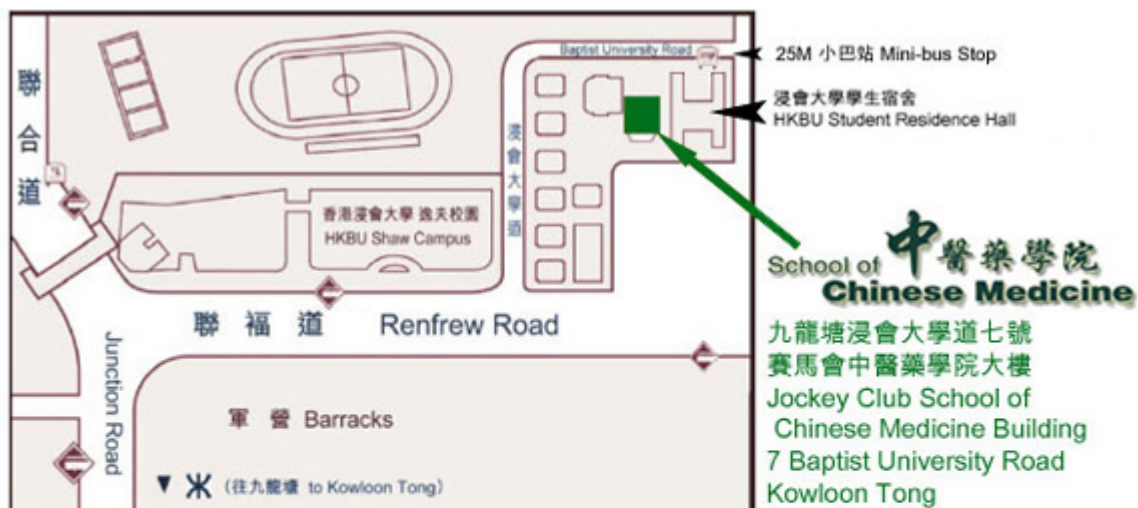 聯合道
Baptist University Road
25M 小巴站 Mini-bus Stop
浸會大學學生宿舍
HKBU Student Residence Hall
浸會大學道
香港浸會大學 逸夫校園
HKBU Shaw Campus
School of 中醫藥學院
Chinese Medicine
聯福道 Renfrew Road
九龍塘浸會大學道七號
賽馬會中醫藥學院大樓
Jockey Club School of
Chinese Medicine Building
7 Baptist University Road
Kowloon Tong
Junction Road
軍營 Barracks
(往九龍塘 to Kowloon Tong)